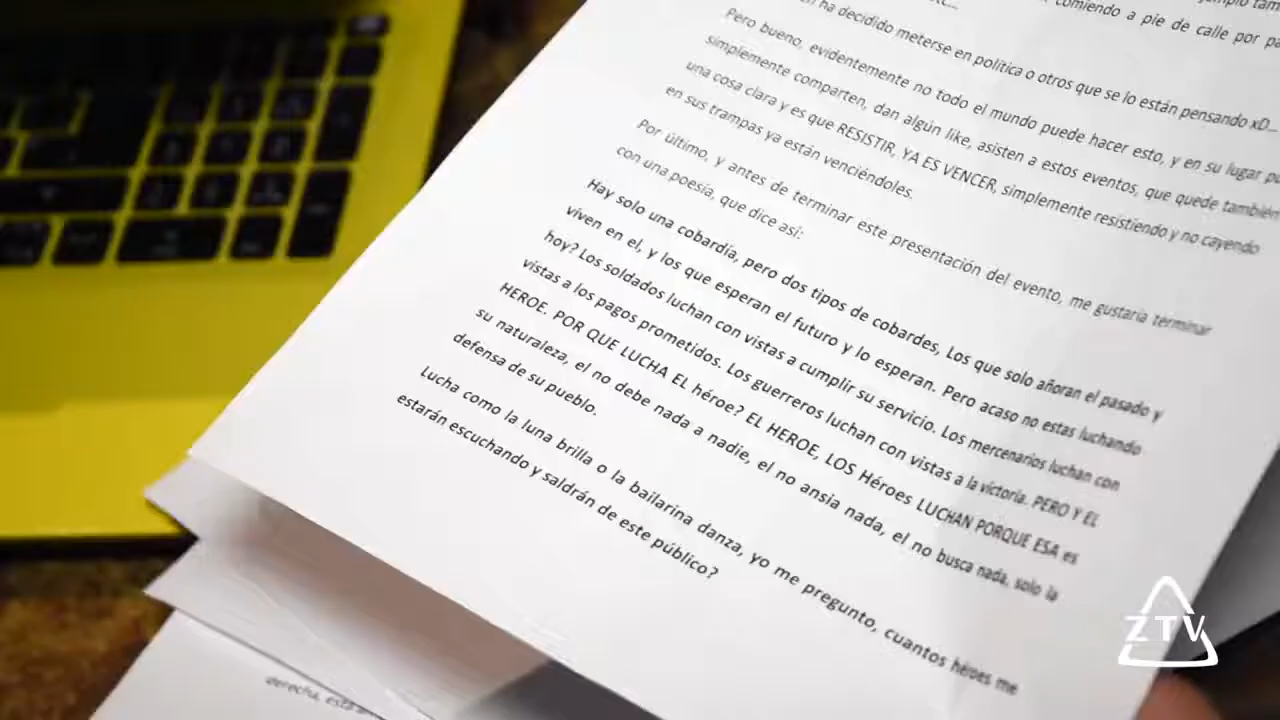 comiendo a pie de calle por
ha decidido meterse en política o otros que se lo están pensando xD...
Pero bueno, evidentemente no todo el mundo puede hacer esto, y en su lugar
simplemente comparten, dan algún like, asisten a estos eventos, que quede también
una cosa clara y es que RESISTIR, YA ES VENCER, simplemente resistiendo y no cayendo
en sus trampas ya están venciéndoles.
Por último, y antes de terminar este presentación del evento, me gustaría terminar
con una poesía, que dice así:
Hay solo una cobardía, pero dos tipos de cobardes, Los que solo añoran el pasado y
viven en el, y los que esperan el futuro y lo esperan. Pero acaso no estas luchando
hoy? Los soldados luchan con vistas a cumplir su servicio. Los mercenarios luchan con
vistas a los pagos prometidos. Los guerreros luchan con vistas a la victoria. PERO Y EL
HEROE. POR QUE LUCHA EL héroe? EL HEROE, LOS Héroes LUCHAN PORQUE ESA es
su naturaleza, el no debe nada a nadie, el no ansia nada, el no busca nada, solo la
defensa de su pueblo.
Lucha como la luna brilla o la bailarina danza, yo me pregunto, cuantos héroes me
estarán escuchando y saldrán de este público?
derecha, está
ZTV